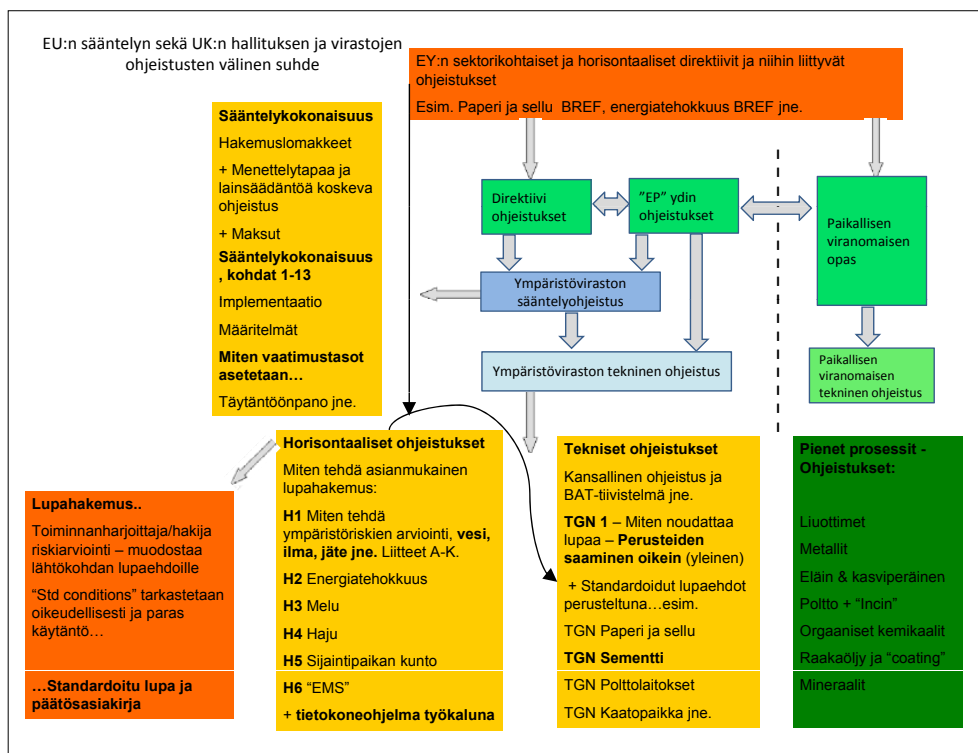 EU:n sääntelyn sekä UK:n hallituksen ja virastojen
ohjeistusten välinen suhde
EY:n sektorikohtaiset ja horisontaaliset direktiivit ja niihin liittyvät
ohjeistukset
Esim. Paperi ja sellu BREF, energiatehokkuus BREF jne.
Sääntelykokonaisuus
Hakemuslomakkeet
+ Menettelytapaa ja
lainsäädäntöä koskeva
ohjeistus
+ Maksut
Sääntelykokonaisuus
, kohdat 1-13
Implementaatio
Määritelmät
Miten vaatimustasot
asetetaan…
Täytäntöönpano jne.
Direktiivi
ohjeistukset
”EP” ydin
ohjeistukset
Paikallisen
viranomaisen
opas
Ympäristöviraston
sääntelyohjeistus
Ympäristöviraston tekninen ohjeistus
Paikallisen
viranomaisen
tekninen ohjeistus
Lupahakemus..
Toiminnanharjoittaja/hakija
riskiarviointi – muodostaa
lähtökohdan lupaehdoille
“Std conditions” tarkastetaan
oikeudellisesti ja paras
käytäntö…
…Standardoitu lupa ja
päätösasiakirja
Horisontaaliset ohjeistukset
Miten tehdä asianmukainen
lupahakemus:
H1 Miten tehdä
ympäristöriskien arviointi, vesi,
ilma, jäte jne. Liitteet A-K.
H2 Energiatehokkuus
H3 Melu
H4 Haju
H5 Sijaintipaikan kunto
H6 “EMS”
+ tietokoneohjelma työkaluna
Tekniset ohjeistukset
Kansallinen ohjeistus ja
BAT-tiivistelmä jne.
TGN 1 – Miten noudattaa
lupaa – Perusteiden
saaminen oikein (yleinen)
+ Standardoidut lupaehdot
perusteltuna…esim.
TGN Paperi ja sellu
TGN Sementti
TGN Polttolaitokset
TGN Kaatopaikka jne.
Pienet prosessit -
Ohjeistukset:
Liuottimet
Metallit
Eläin & kasviperäinen
Poltto + “Incin”
Orgaaniset kemikaalit
Raakaöljy ja “coating”
Mineraalit